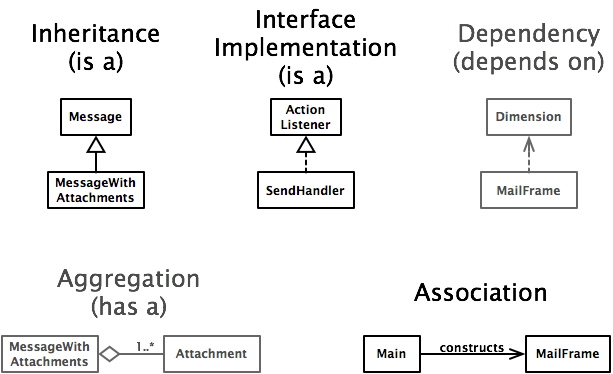 Inheritance
(is a)
Interface
Implementation
(is a)
Dependency
(depends on)
Message
Action
Listener
Dimension
MessageWith
Attachments
SendHandler
MailFrame
Aggregation
(has a)
Association
MessageWith
Attachments
1..*
Attachment
Main
constructs
MailFrame